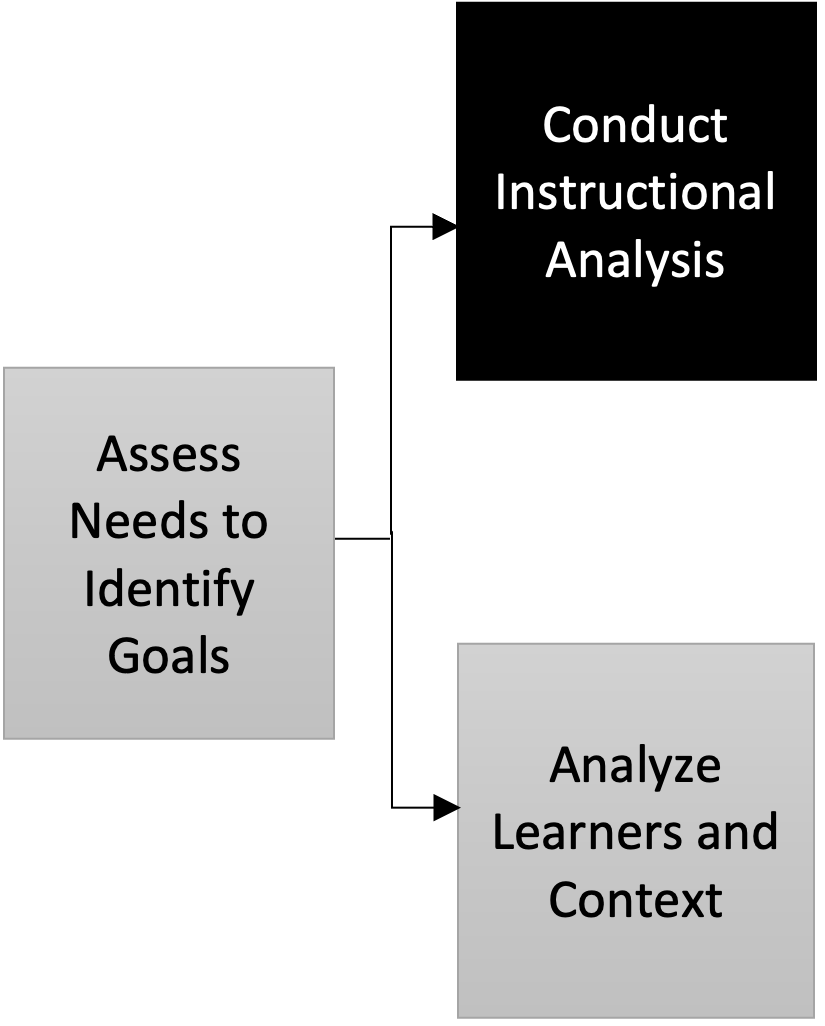 Conduct
Instructional
Analysis
Assess
Needs to
Identify
Goals
Analyze
Learners and
Context